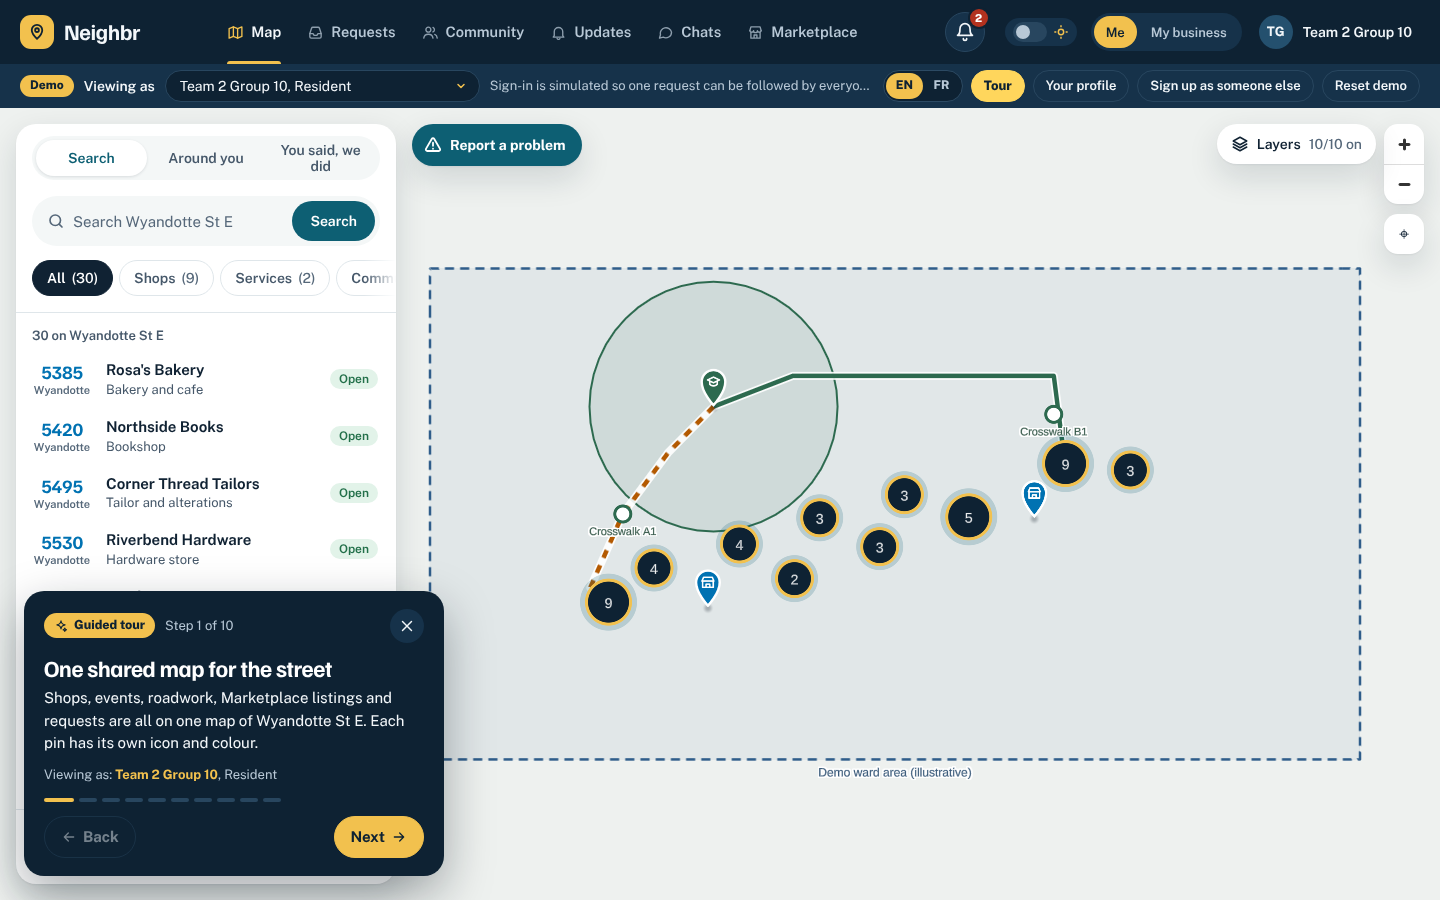 Neighbr
Map
Requests
Community
Updates
Chats
Marketplace
2
Me
My business
TG
Team 2 Group 10
Demo
Viewing as
Team 2 Group 10, Resident
Sign-in is simulated so one request can be followed by everyo...
EN
FR
Tour
Your profile
Sign up as someone else
Reset demo
Search
Around you
You said, we
did
Search Wyandotte St E
Search
All (30)
Shops (9)
Services (2)
Comm
30 on Wyandotte St E
5385
Wyandotte
Rosa's Bakery
Bakery and cafe
Open
5420
Wyandotte
Northside Books
Bookshop
Open
5495
Wyandotte
Corner Thread Tailors
Tailor and alterations
Open
5530
Wyandotte
Riverbend Hardware
Hardware store
Open
Guided tour
Step 1 of 10
One shared map for the street
Shops, events, roadwork, Marketplace listings and
requests are all on one map of Wyandotte St E. Each
pin has its own icon and colour.
Viewing as: Team 2 Group 10, Resident
Back
Next
Report a problem
Layers 10/10 on
Crosswalk B1
9
3
3
5
3
Crosswalk A1
4
3
4
2
9
Demo ward area (illustrative)